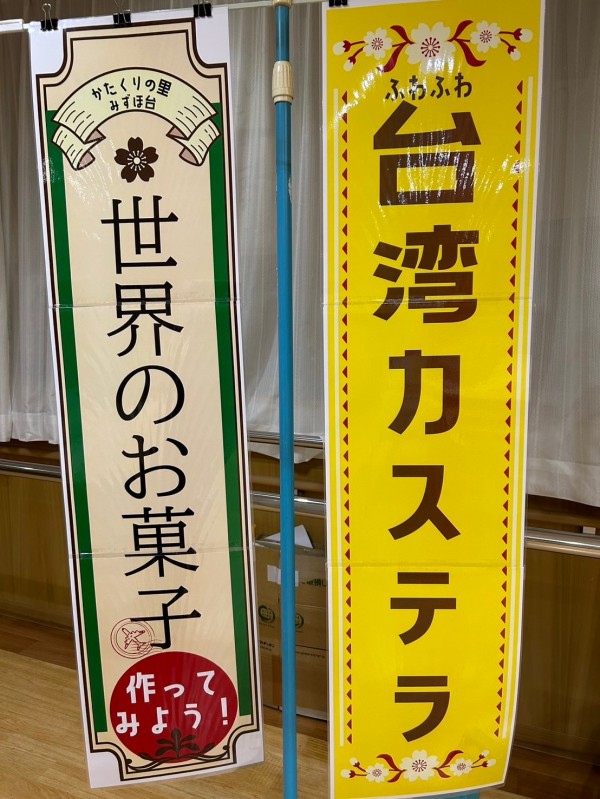 かたくりの里
みずほ台
世界のお菓子
作って
みよう！
ふわふわ
台湾カステラ